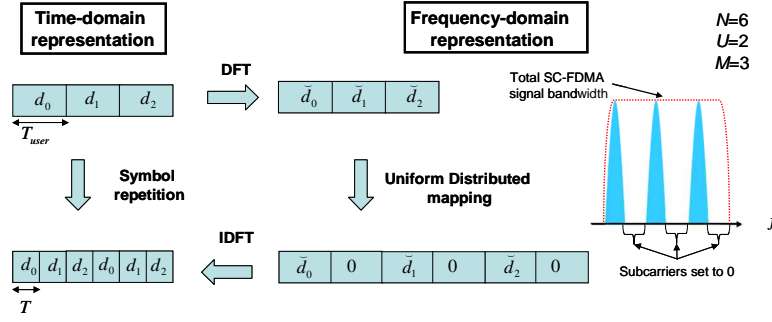 Time-domain
representation
Frequency-domain
representation
N=6
U=2
M=3
DFT
Total SC-FDMA
signal bandwidth
d₀ d₁ d₂
d̆₀ d̆₁ d̆₂
T_user
Symbol
repetition
Uniform Distributed
mapping
f
IDFT
d₀ d₁ d₂ d₀ d₁ d₂
d̆₀ 0 d̆₁ 0 d̆₂ 0
Subcarriers set to 0
T